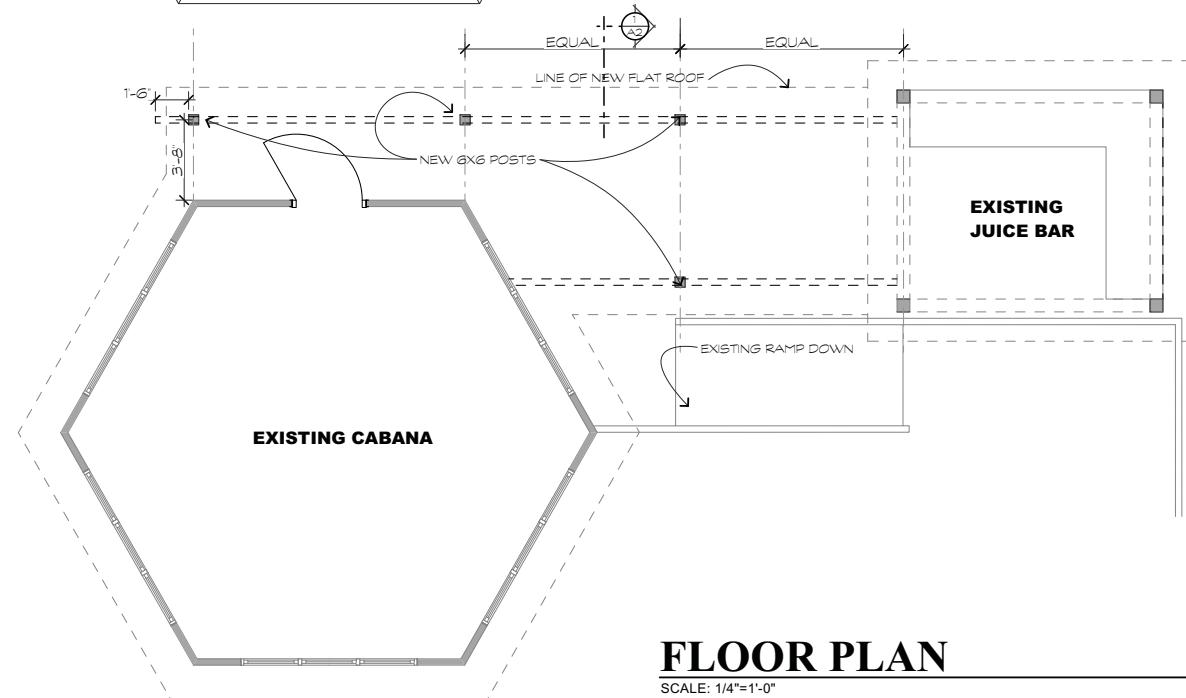 1
A2
EQUAL
EQUAL
LINE OF NEW FLAT ROOF
1'-6"
3'-8"
NEW 6X6 POSTS
EXISTING
JUICE BAR
EXISTING RAMP DOWN
EXISTING CABANA
FLOOR PLAN
SCALE: 1/4"=1'-0"